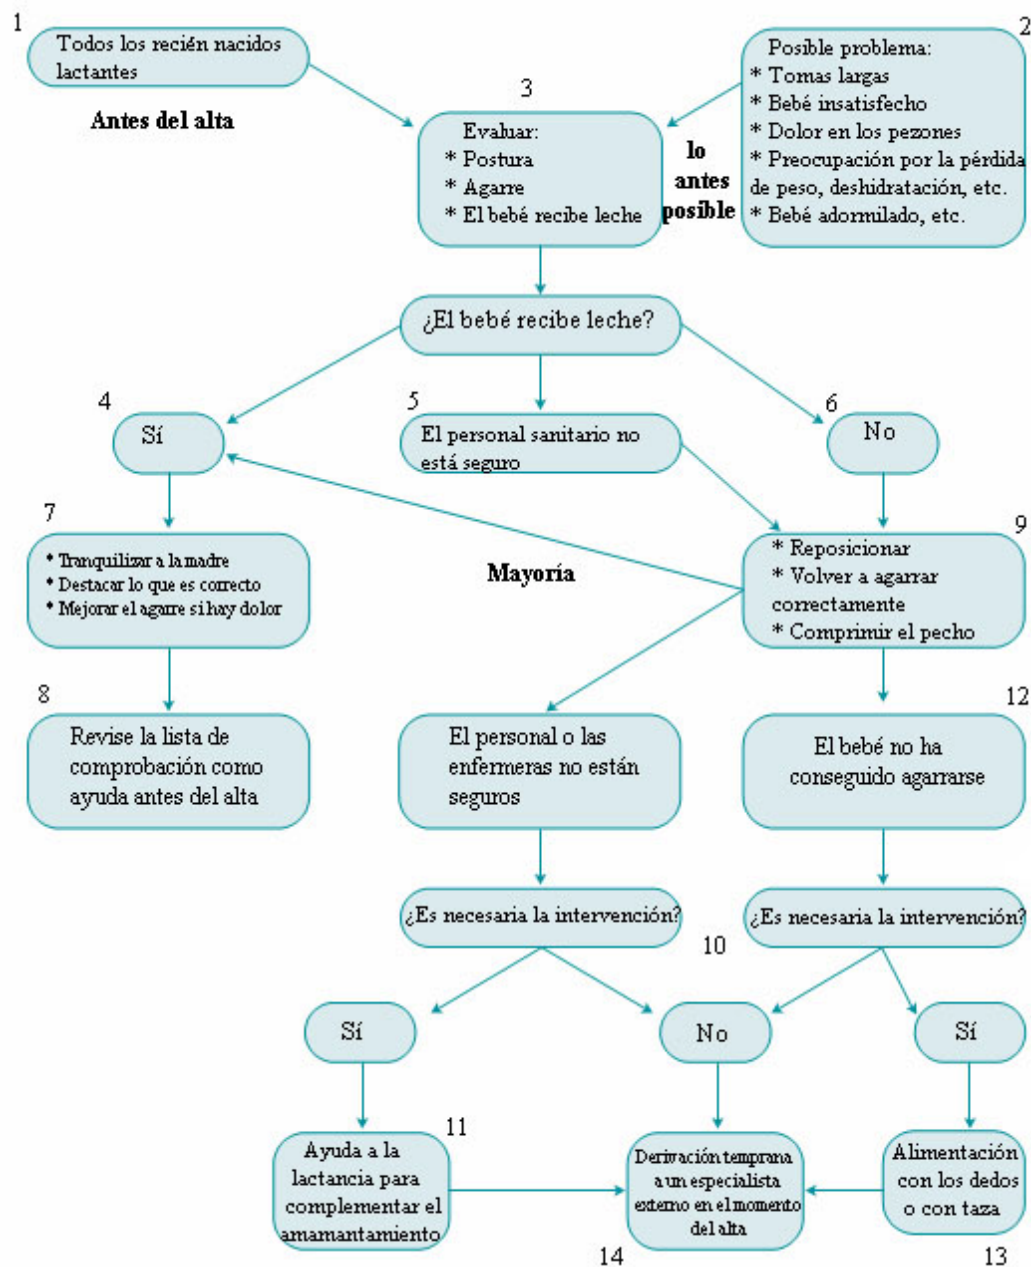 1
Todos los recién nacidos
lactantes
Antes del alta
2
Posible problema:
* Tomas largas
* Bebé insatisfecho
* Dolor en los pezones
* Preocupación por la pérdida
de peso, deshidratación, etc.
* Bebé adormilado, etc.
lo
antes
posible
3
Evaluar:
* Postura
* Agarre
* El bebé recibe leche
¿El bebé recibe leche?
4
Sí
5
El personal sanitario no
está seguro
6
No
7
* Tranquilizar a la madre
* Destacar lo que es correcto
* Mejorar el agarre si hay dolor
Mayoría
9
* Reposicionar
* Volver a agarrar
correctamente
* Comprimir el pecho
8
Revise la lista de
comprobación como
ayuda antes del alta
El personal o las
enfermeras no están
seguros
12
El bebé no ha
conseguido agarrarse
¿Es necesaria la intervención?
¿Es necesaria la intervención?
10
Sí
No
Sí
11
Ayuda a la
lactancia para
complementar el
amamantamiento
Derivación temprana
a un especialista
externo en el momento
del alta
14
Alimentación
con los dedos
o con taza
13